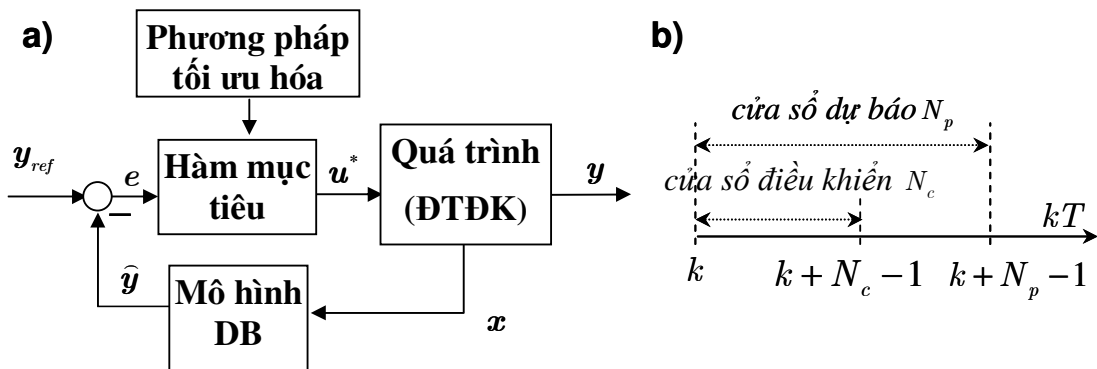 a)
Phương pháp
tối ưu hóa
y_ref
e
Hàm mục
tiêu
u*
Quá trình
(ĐTĐK)
y
−
ŷ
Mô hình
DB
x
b)
cửa sổ dự báo N_p
cửa sổ điều khiển N_c
kT
k
k + N_c − 1
k + N_p − 1